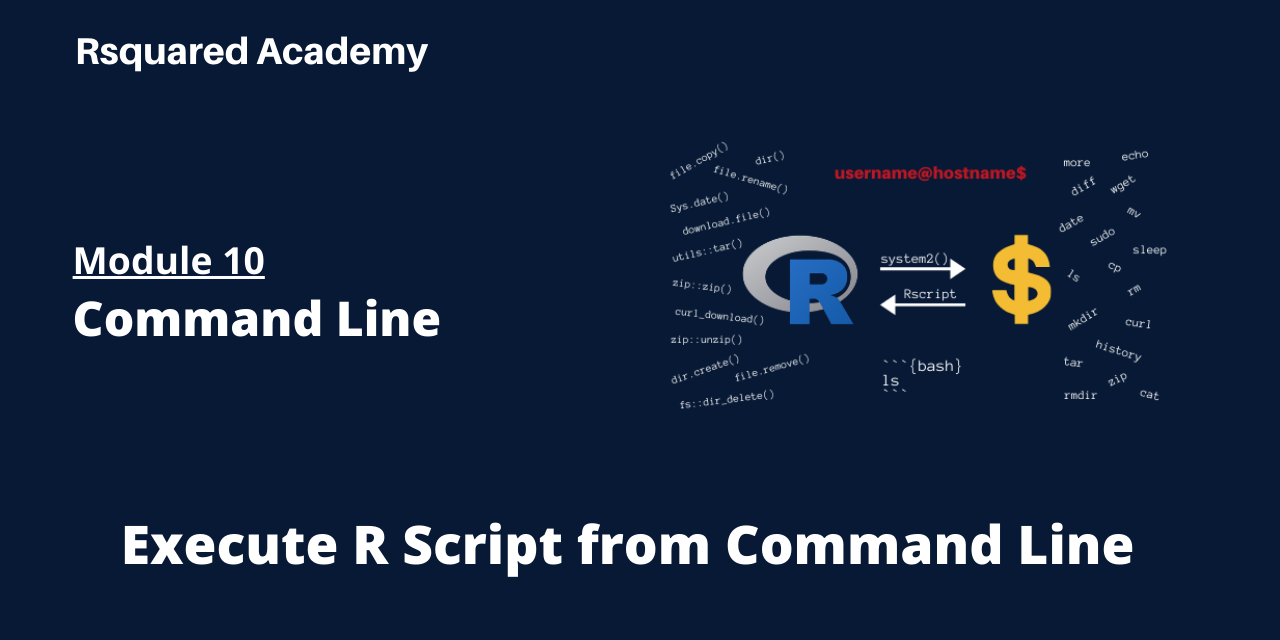 Rsquared Academy
Module 10
Command Line
file.copy()
dir()
file.rename()
Sys.date()
download.file()
utils::tar()
zip::zip()
curl_download()
zip::unzip()
dir.create()
file.remove()
fs::dir_delete()
username@hostname$
R
system2()
Rscript
$
```{bash}
ls
```
more
echo
diff
wget
date
mv
sudo
sleep
ls
cp
rm
mkdir
curl
history
tar
zip
rmdir
cat
Execute R Script from Command Line